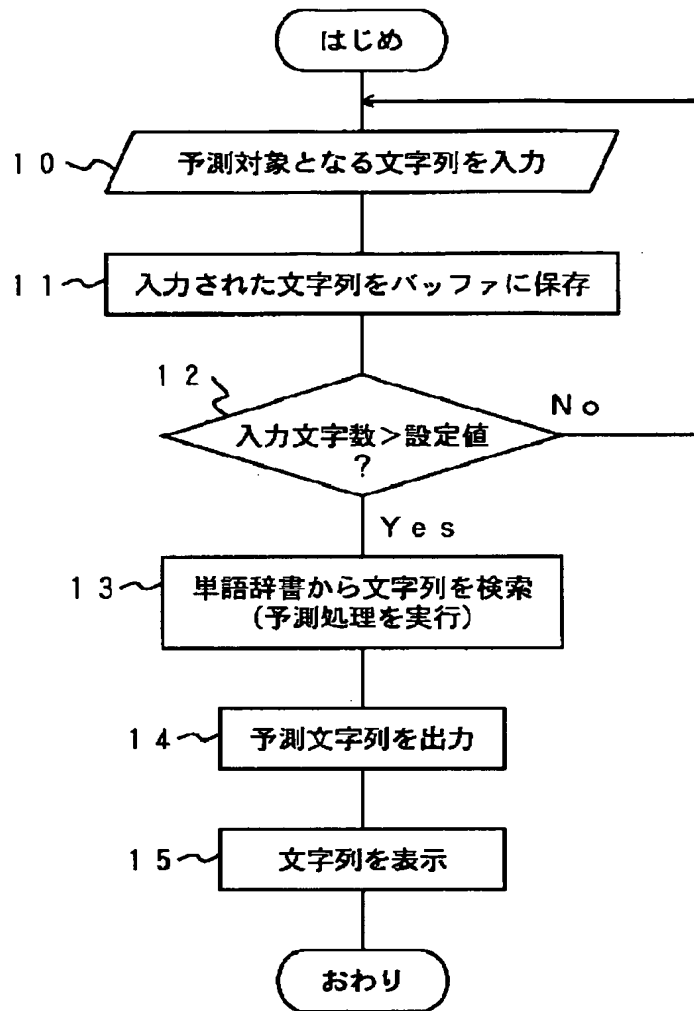 はじめ
10
予測対象となる文字列を入力
11
入力された文字列をバッファに保存
12
入力文字数>設定値
?
No
Yes
13
単語辞書から文字列を検索
(予測処理を実行)
14
予測文字列を出力
15
文字列を表示
おわり